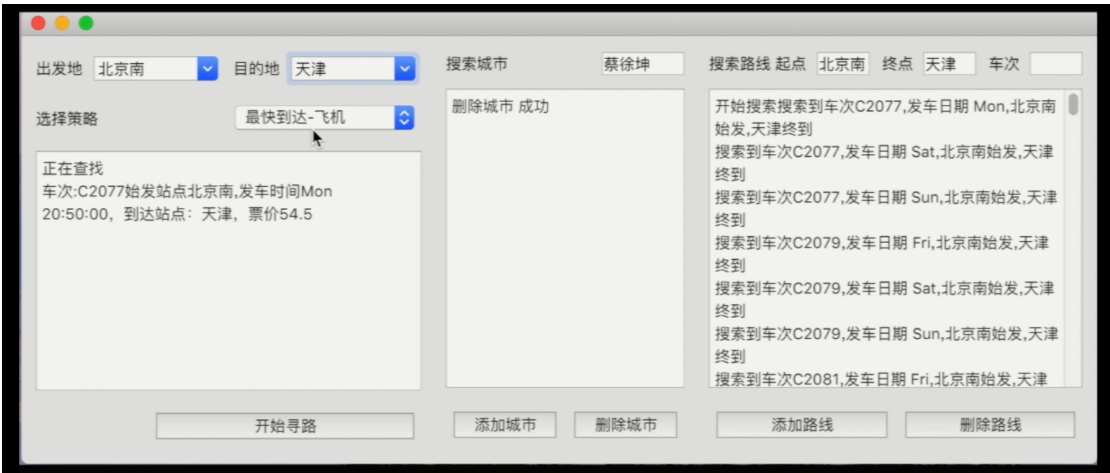 出发地 北京南 目的地 天津
选择策略 最快到达-飞机
正在查找
车次:C2077始发站点北京南,发车时间Mon
20:50:00，到达站点：天津，票价54.5
开始寻路
搜索城市 蔡徐坤
删除城市 成功
添加城市 删除城市
搜索路线 起点 北京南 终点 天津 车次
开始搜索搜索到车次C2077,发车日期 Mon,北京南
始发,天津终到
搜索到车次C2077,发车日期 Sat,北京南始发,天津
终到
搜索到车次C2077,发车日期 Sun,北京南始发,天津
终到
搜索到车次C2079,发车日期 Fri,北京南始发,天津
终到
搜索到车次C2079,发车日期 Sat,北京南始发,天津
终到
搜索到车次C2079,发车日期 Sun,北京南始发,天津
终到
搜索到车次C2081,发车日期 Fri,北京南始发,天津
添加路线 删除路线